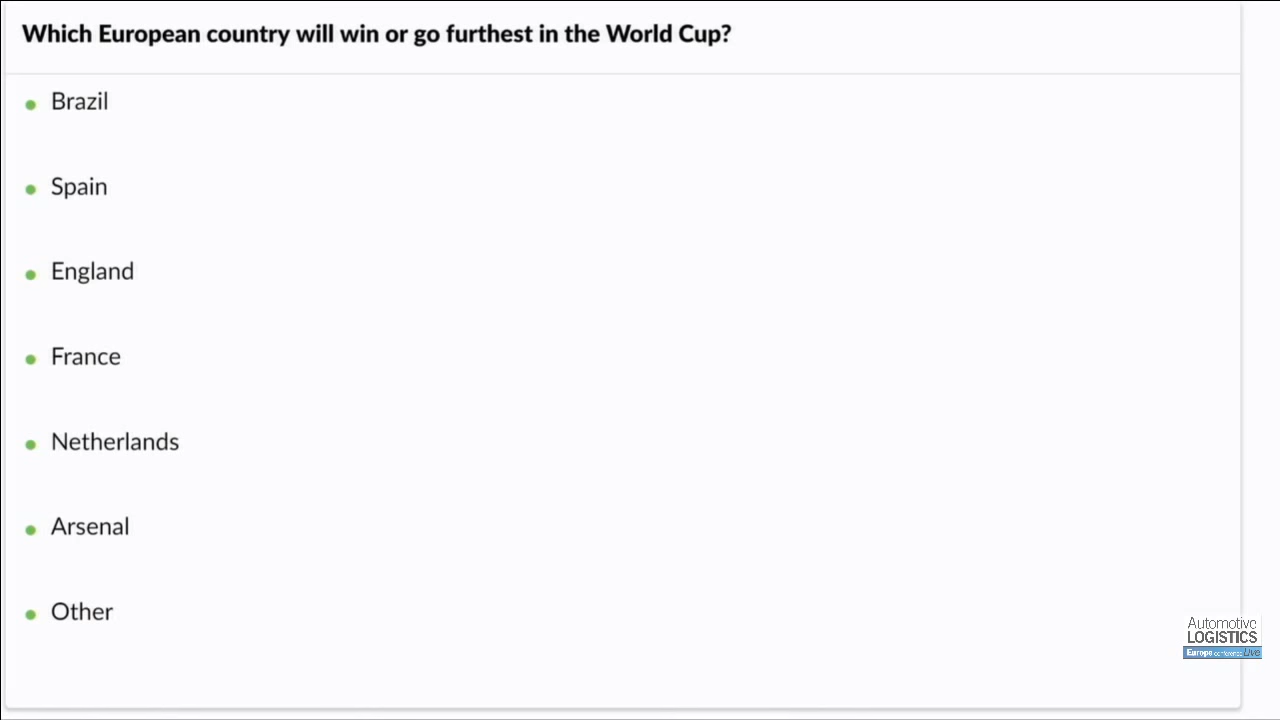 Which European country will win or go furthest in the World Cup?
Brazil
Spain
England
France
Netherlands
Arsenal
Other
Automotive
LOGISTICS
Europe conference Live